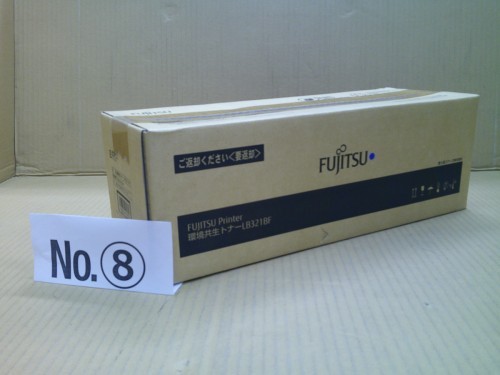 ご返却ください<要返却>
FUJITSU
FUJITSU Printer
環境共生トナーLB321BF
No.⑧